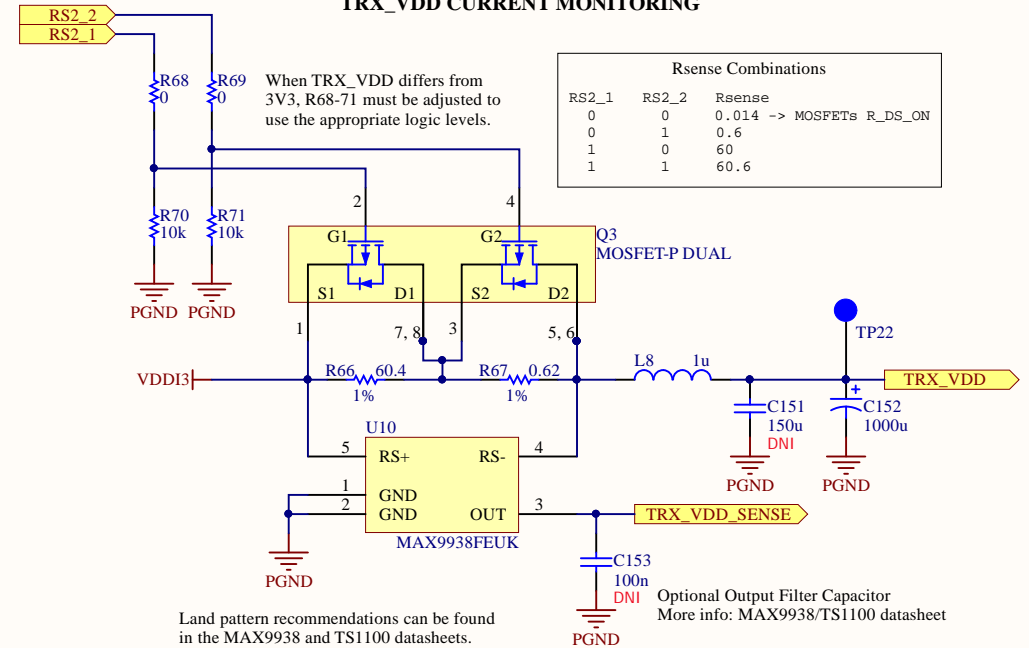 TRX_VDD CURRENT MONITORING
RS2_2
RS2_1
R68
0
R69
0
When TRX_VDD differs from
3V3, R68-71 must be adjusted to
use the appropriate logic levels.
Rsense Combinations
RS2_1 RS2_2 Rsense
0 0 0.014 -> MOSFETs R_DS_ON
0 1 0.6
1 0 60
1 1 60.6
R70
10k
R71
10k
PGND PGND
2
4
G1
G2
Q3
MOSFET-P DUAL
S1 D1 S2 D2
1
7, 8
3
5, 6
TP22
VDDI3
R66 60.4
1%
R67 0.62
1%
L8 1u
TRX_VDD
C151
150u
DNI
C152
1000u
+
PGND PGND
U10
5 RS+ RS- 4
1 GND
2 GND OUT 3
MAX9938FEUK
TRX_VDD_SENSE
PGND
C153
100n
DNI
PGND
Optional Output Filter Capacitor
More info: MAX9938/TS1100 datasheet
Land pattern recommendations can be found
in the MAX9938 and TS1100 datasheets.